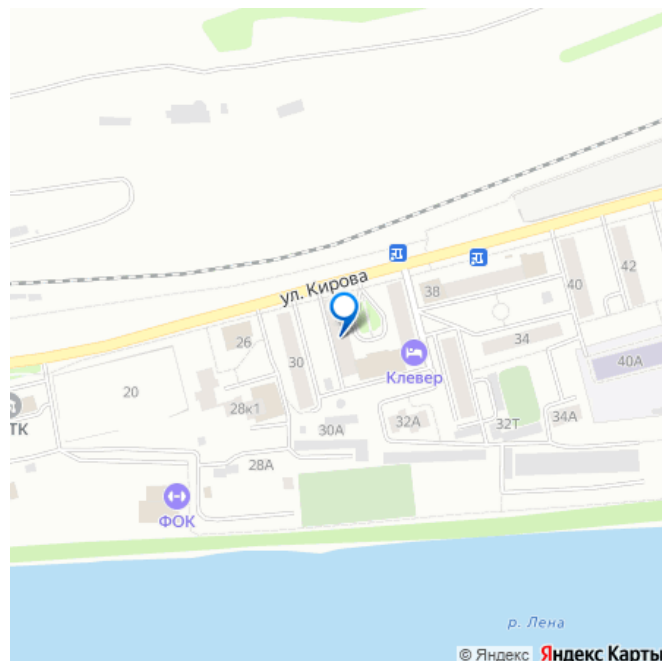 ул. Кирова
38
40
42
26
30
34
40А
20
Клевер
ТК
28к1
32А
32Т
34А
30А
28А
ФОК
р. Лена
© Яндекс Яндекс Карты